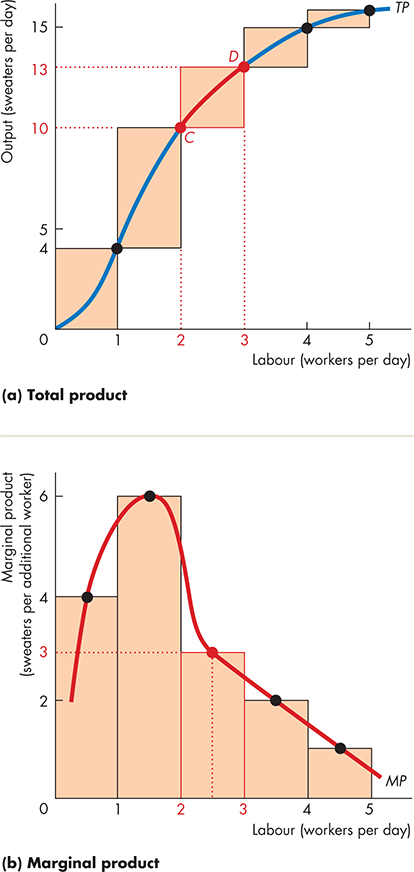 Output (sweaters per day)
15
13
10
5
4
0
1
2
3
4
5
TP
D
C
Labour (workers per day)
(a) Total product
Marginal product
(sweaters per additional worker)
6
4
3
2
0
1
2
3
4
5
MP
Labour (workers per day)
(b) Marginal product